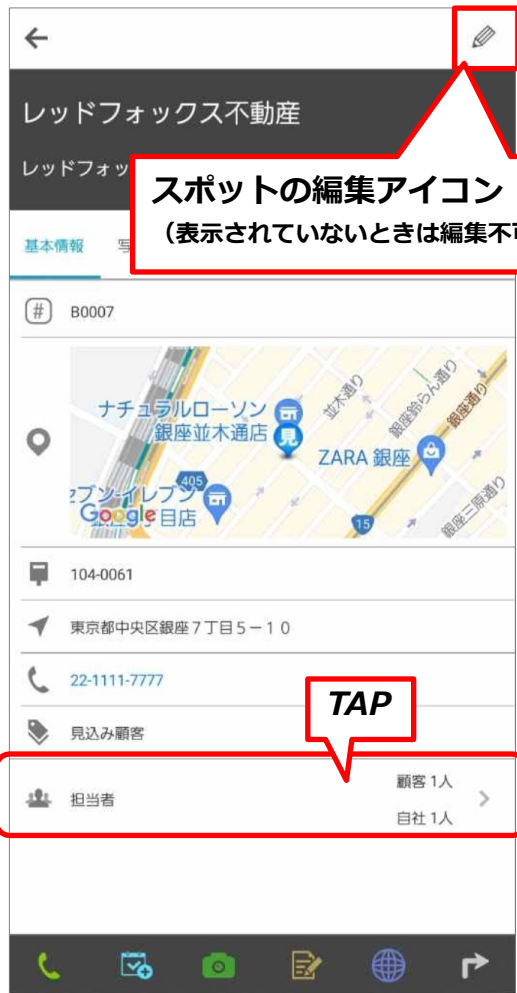 レッドフォックス不動産
レッドフォッ
スポットの編集アイコン
（表示されていないときは編集不可
基本情報
#
B0007
ナチュラルローソン
銀座並木通店
見
並木通り
銀座鈴らん通り
銀座通り
ZARA 銀座
405
セブン-イレブン
Google
目店
15
銀座三原通り
104-0061
東京都中央区銀座７丁目５－１０
22-1111-7777
TAP
見込み顧客
担当者
顧客 1人
自社 1人